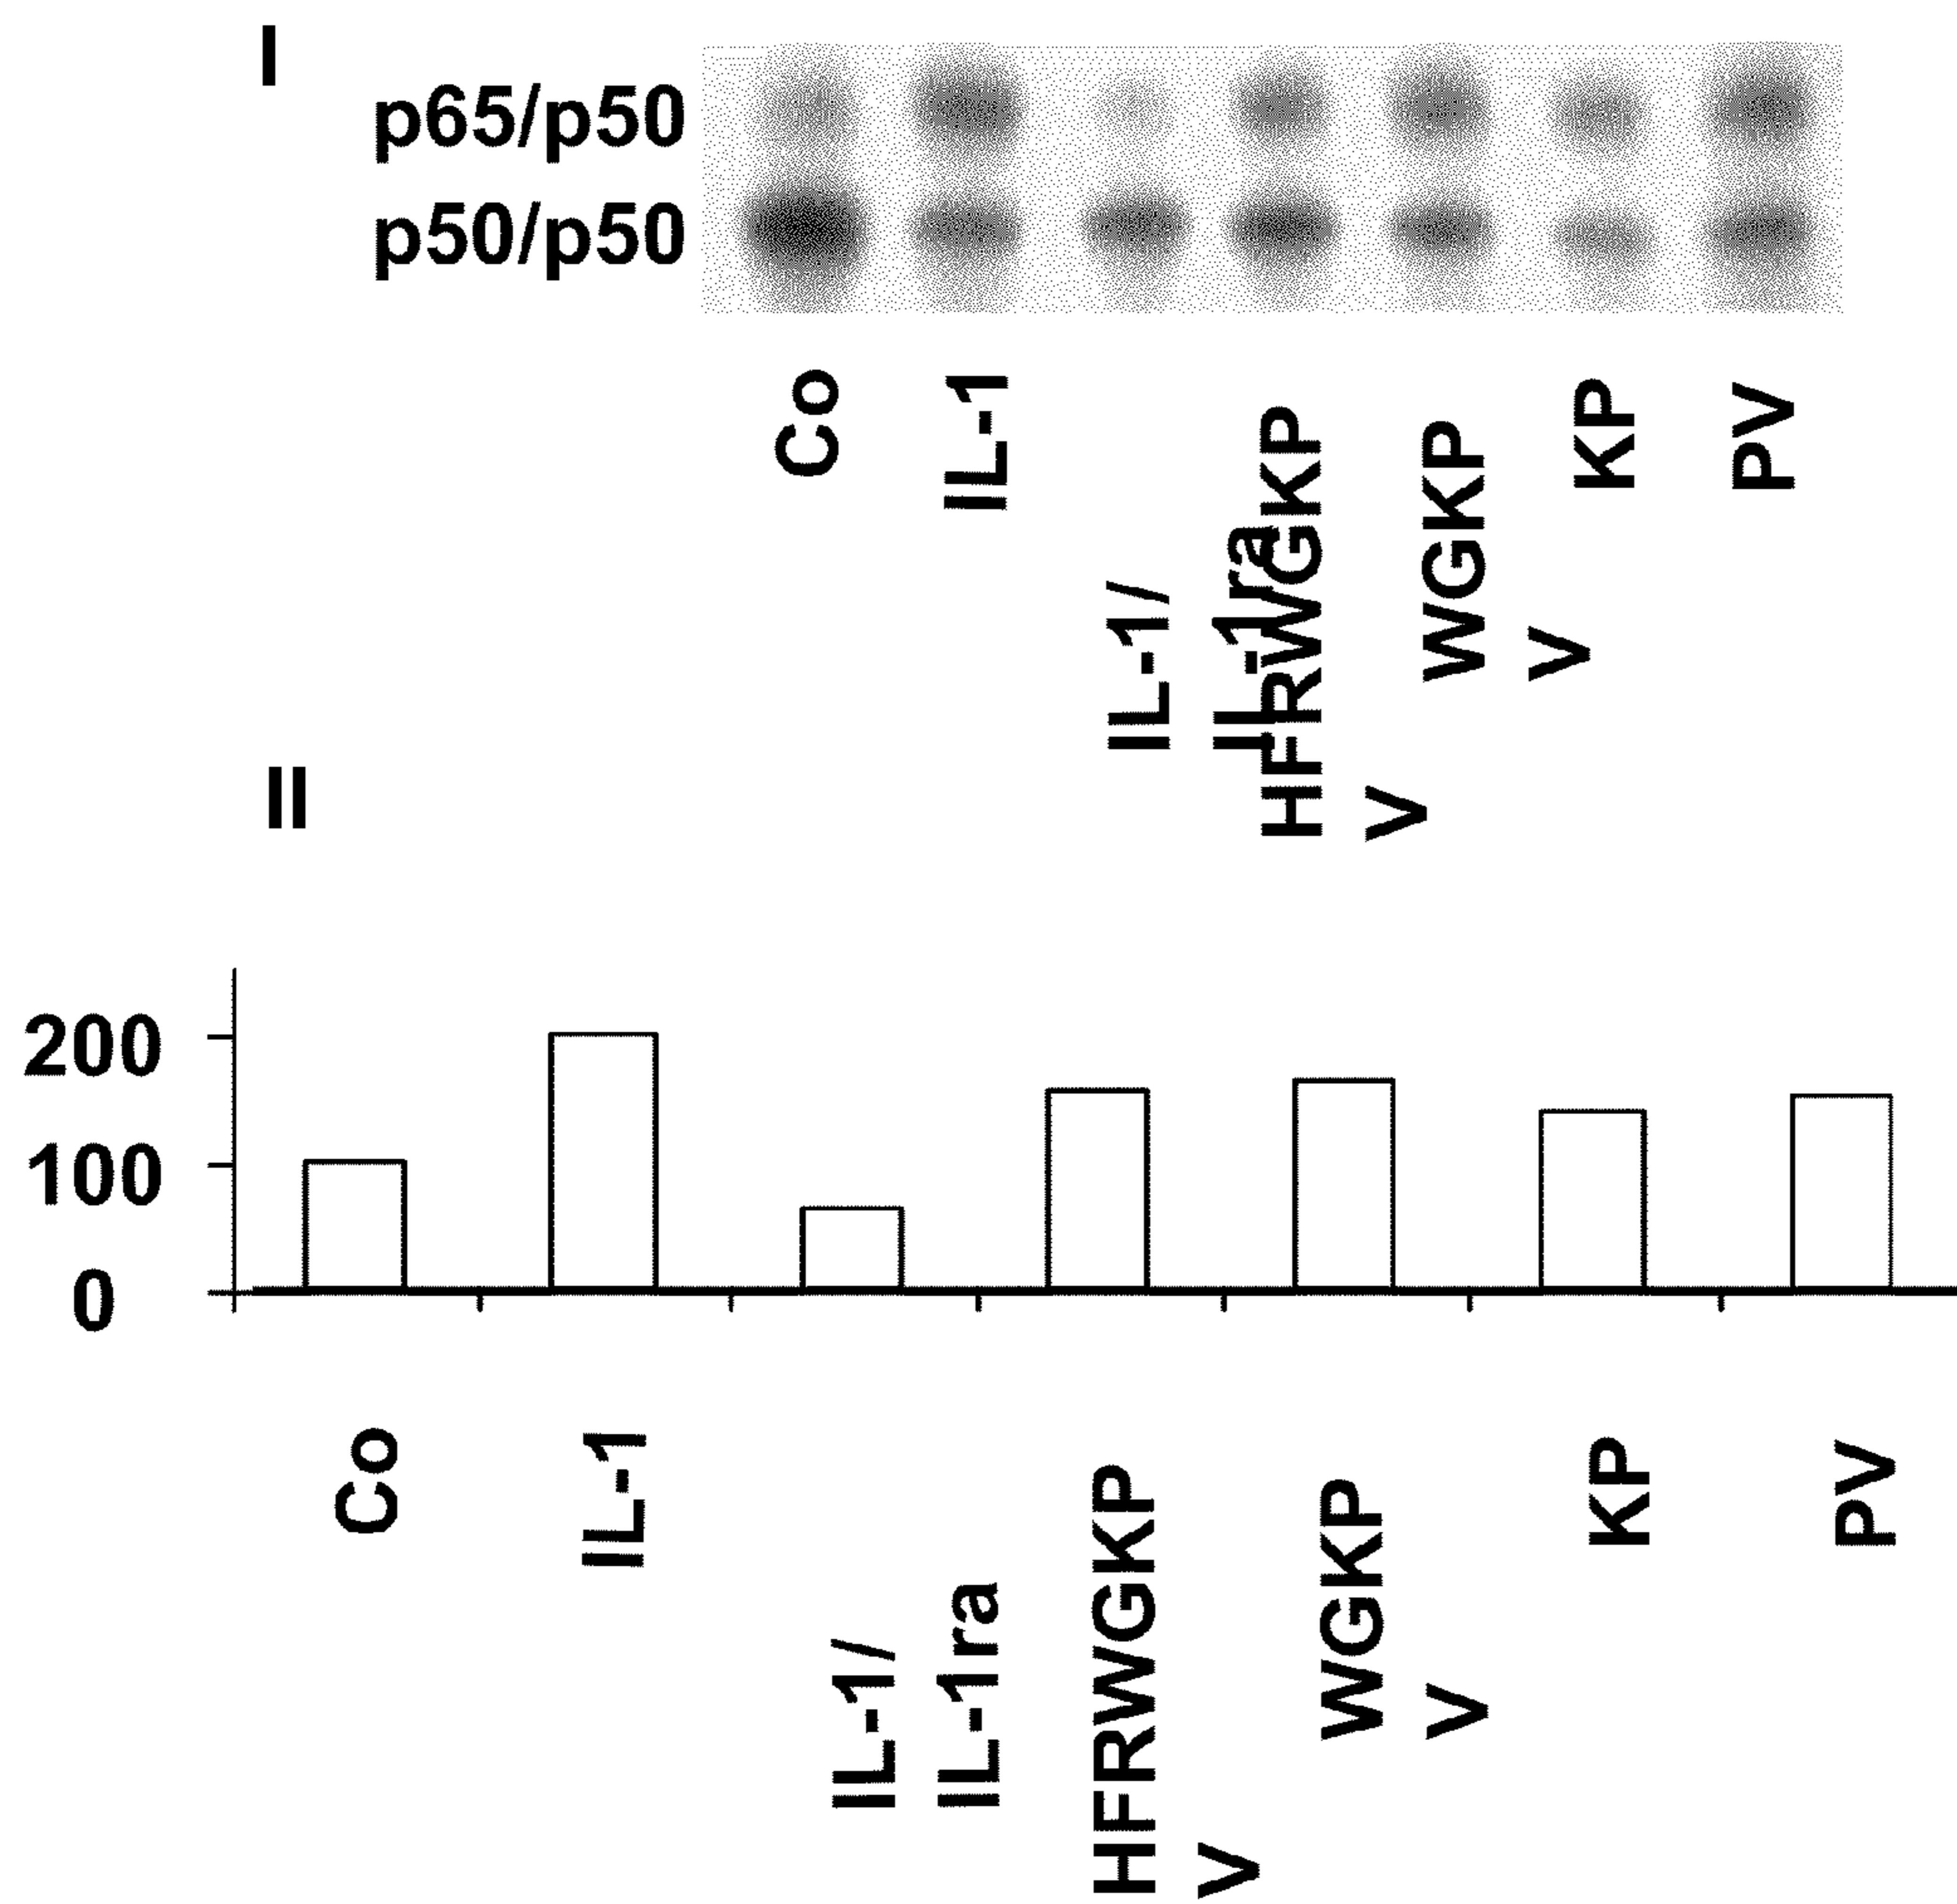 I
p65/p50
p50/p50
Co
IL-1
IL-1/
IL-1ra
HFRWGKP
V
WGKP
V
KP
PV
II
200
100
0
Co
IL-1
IL-1/
IL-1ra
HFRWGKP
V
WGKP
V
KP
PV